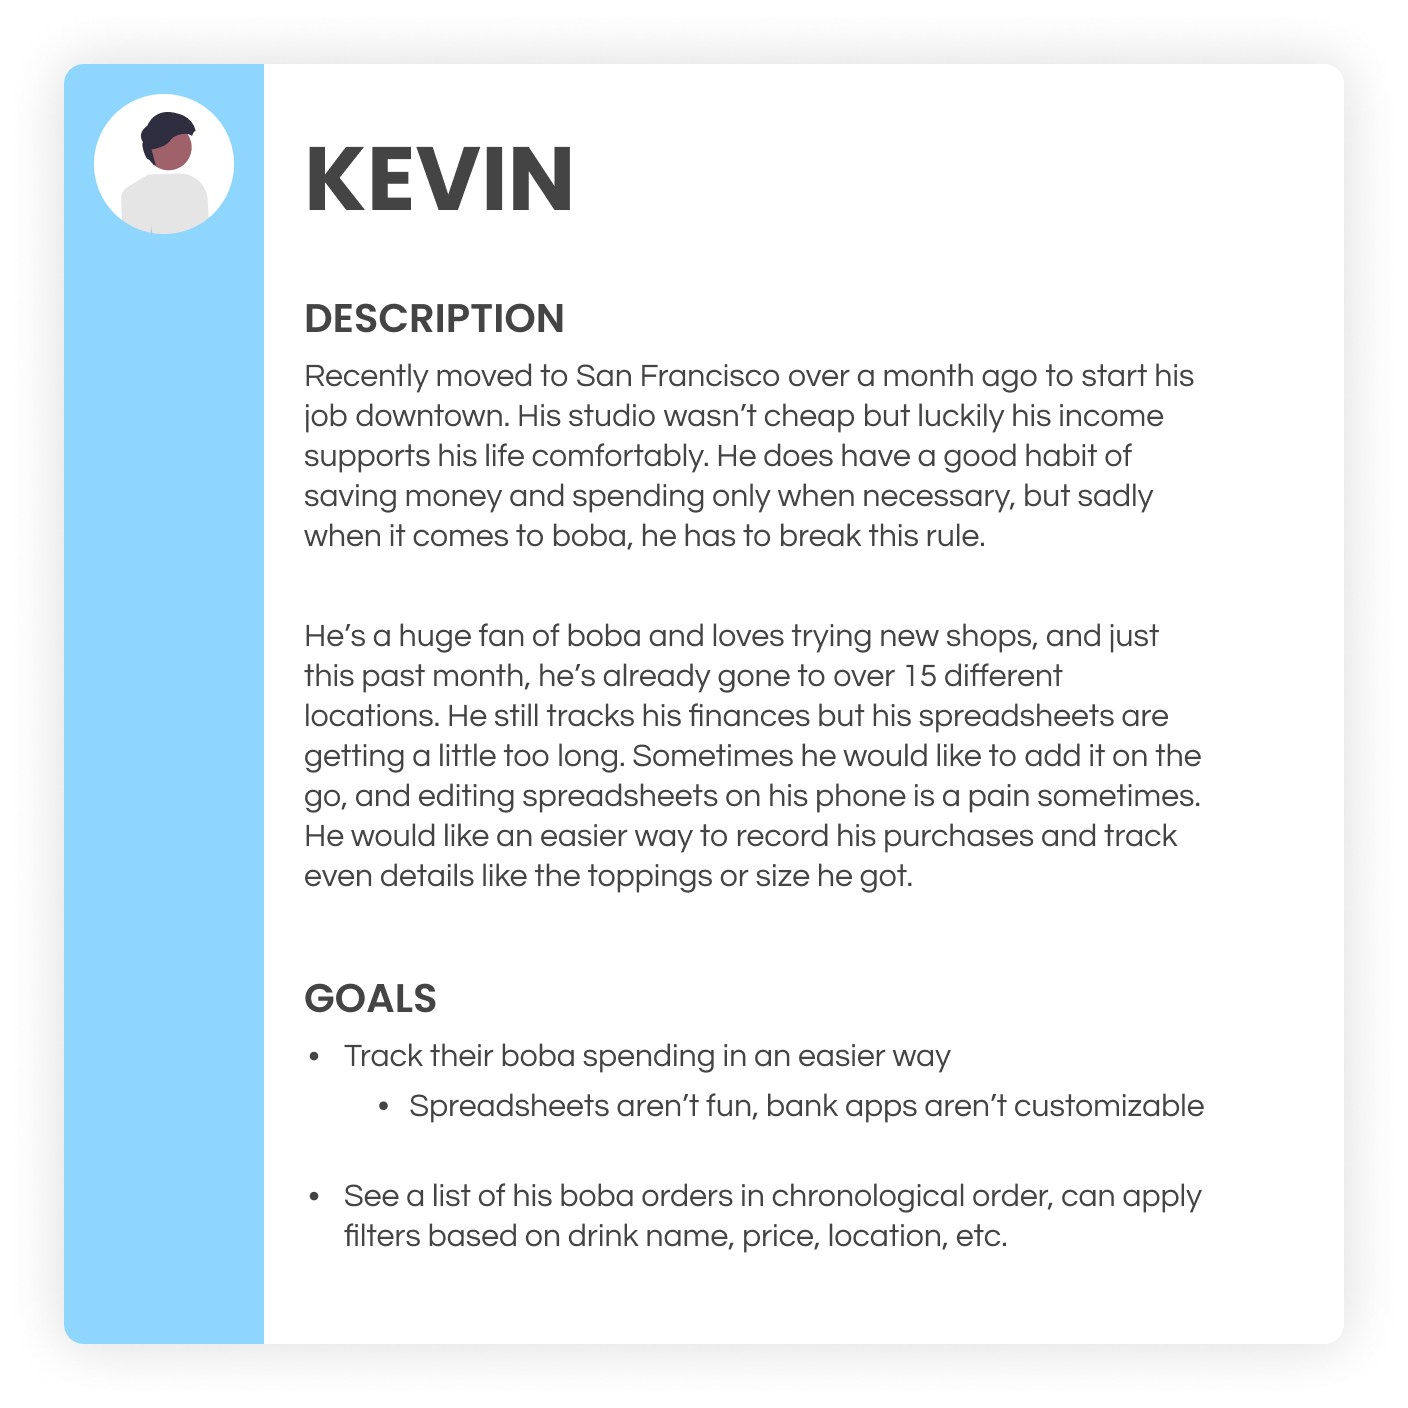 KEVIN
DESCRIPTION
Recently moved to San Francisco over a month ago to start his
job downtown. His studio wasn’t cheap but luckily his income
supports his life comfortably. He does have a good habit of
saving money and spending only when necessary, but sadly
when it comes to boba, he has to break this rule.
He’s a huge fan of boba and loves trying new shops, and just
this past month, he’s already gone to over 15 different
locations. He still tracks his finances but his spreadsheets are
getting a little too long. Sometimes he would like to add it on the
go, and editing spreadsheets on his phone is a pain sometimes.
He would like an easier way to record his purchases and track
even details like the toppings or size he got.
GOALS
• Track their boba spending in an easier way
• Spreadsheets aren’t fun, bank apps aren’t customizable
• See a list of his boba orders in chronological order, can apply
filters based on drink name, price, location, etc.